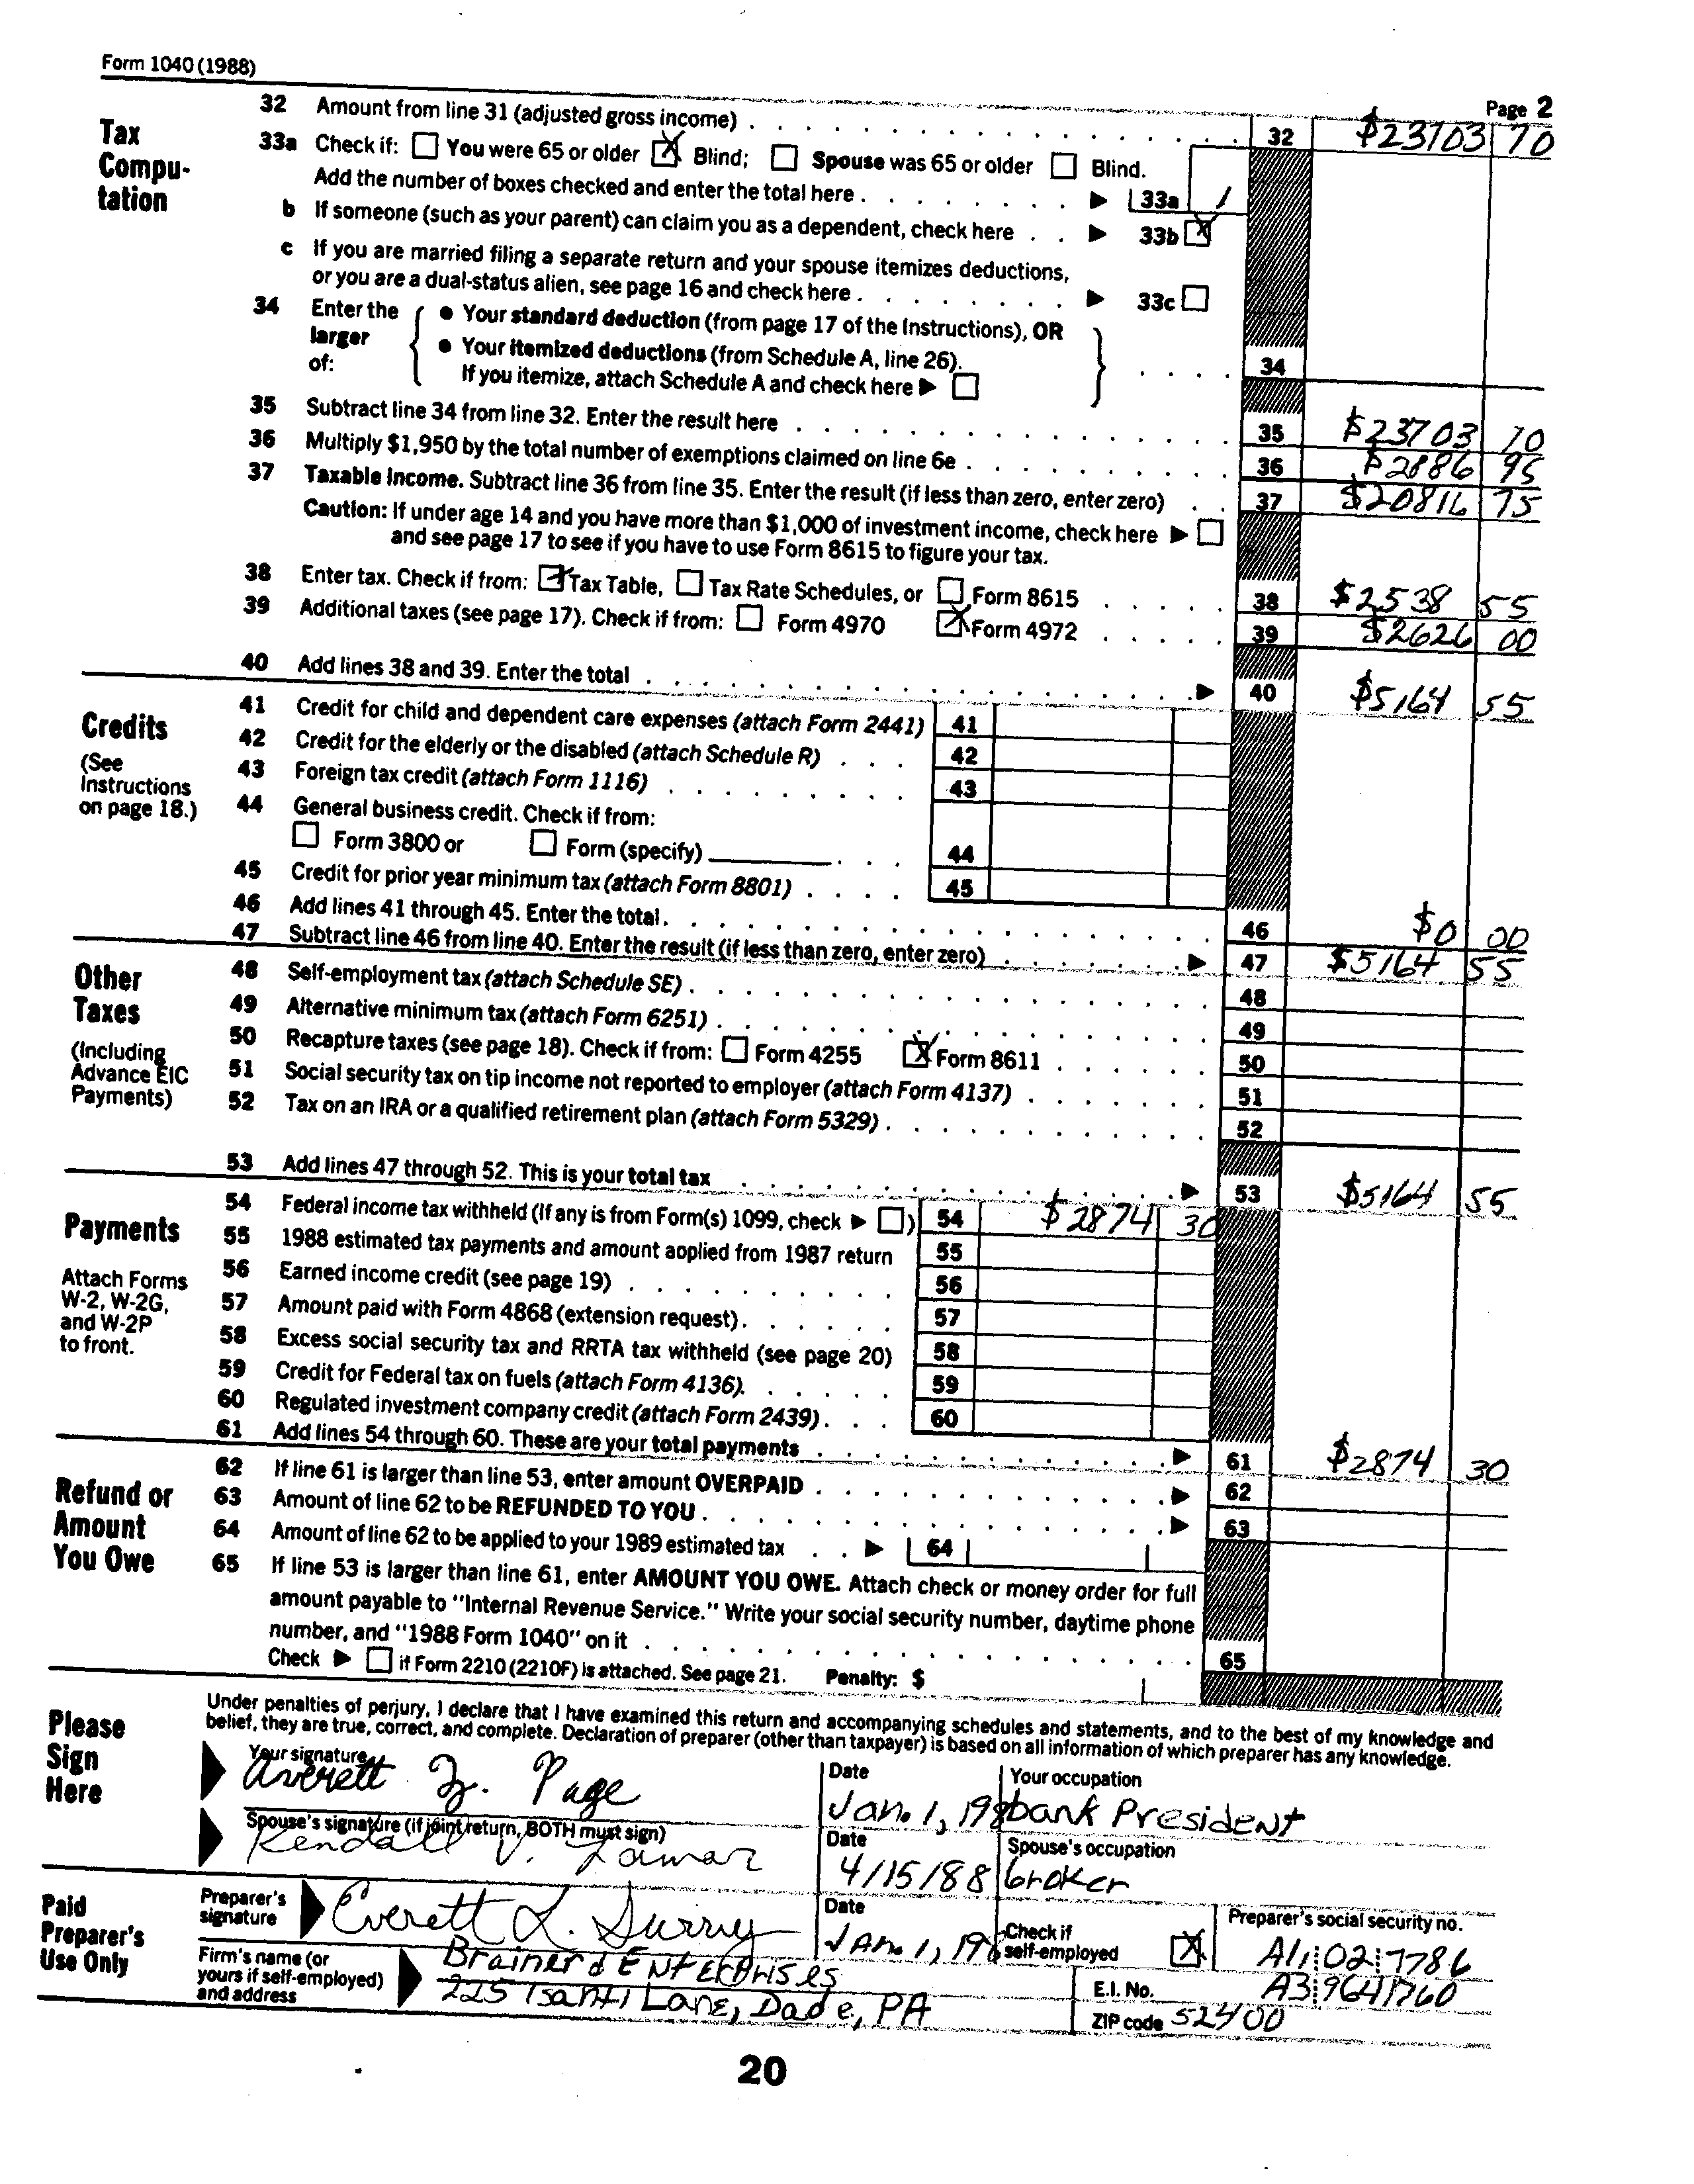 Form 1040 (1988)
Page 2
Tax Compu-tation
32 Amount from line 31 (adjusted gross income) 32 $23703 70
33a Check if: You were 65 or older X Blind; Spouse was 65 or older Blind.
Add the number of boxes checked and enter the total here 33a 1
b If someone (such as your parent) can claim you as a dependent, check here 33b X
c If you are married filing a separate return and your spouse itemizes deductions,
or you are a dual-status alien, see page 16 and check here 33c
34 Enter the larger of:
• Your standard deduction (from page 17 of the Instructions), OR
• Your itemized deductions (from Schedule A, line 26).
If you itemize, attach Schedule A and check here 34
35 Subtract line 34 from line 32. Enter the result here 35 $23703 70
36 Multiply $1,950 by the total number of exemptions claimed on line 6e 36 $2886 95
37 Taxable income. Subtract line 36 from line 35. Enter the result (if less than zero, enter zero) 37 $20816 75
Caution: If under age 14 and you have more than $1,000 of investment income, check here
and see page 17 to see if you have to use Form 8615 to figure your tax.
38 Enter tax. Check if from: X Tax Table, Tax Rate Schedules, or Form 8615 38 $2538 55
39 Additional taxes (see page 17). Check if from: Form 4970 X Form 4972 39 $2626 00
40 Add lines 38 and 39. Enter the total 40 $5164 55
Credits
(See Instructions on page 18.)
41 Credit for child and dependent care expenses (attach Form 2441) 41
42 Credit for the elderly or the disabled (attach Schedule R) 42
43 Foreign tax credit (attach Form 1116) 43
44 General business credit. Check if from:
Form 3800 or Form (specify) 44
45 Credit for prior year minimum tax (attach Form 8801) 45
46 Add lines 41 through 45. Enter the total 46 $0 00
47 Subtract line 46 from line 40. Enter the result (if less than zero, enter zero) 47 $5164 55
Other Taxes
(Including Advance EIC Payments)
48 Self-employment tax (attach Schedule SE) 48
49 Alternative minimum tax (attach Form 6251) 49
50 Recapture taxes (see page 18). Check if from: Form 4255 X Form 8611 50
51 Social security tax on tip income not reported to employer (attach Form 4137) 51
52 Tax on an IRA or a qualified retirement plan (attach Form 5329) 52
53 Add lines 47 through 52. This is your total tax 53 $5164 55
Payments
Attach Forms W-2, W-2G, and W-2P to front.
54 Federal income tax withheld (If any is from Form(s) 1099, check ) 54 $2874 30
55 1988 estimated tax payments and amount aoplied from 1987 return 55
56 Earned income credit (see page 19) 56
57 Amount paid with Form 4868 (extension request) 57
58 Excess social security tax and RRTA tax withheld (see page 20) 58
59 Credit for Federal tax on fuels (attach Form 4136) 59
60 Regulated investment company credit (attach Form 2439) 60
61 Add lines 54 through 60. These are your total payments 61 $2874 30
Refund or Amount You Owe
62 If line 61 is larger than line 53, enter amount OVERPAID 62
63 Amount of line 62 to be REFUNDED TO YOU 63
64 Amount of line 62 to be applied to your 1989 estimated tax 64
65 If line 53 is larger than line 61, enter AMOUNT YOU OWE. Attach check or money order for full
amount payable to "Internal Revenue Service." Write your social security number, daytime phone
number, and "1988 Form 1040" on it 65
Check if Form 2210 (2210F) is attached. See page 21. Penalty: $
Please Sign Here
Under penalties of perjury, I declare that I have examined this return and accompanying schedules and statements, and to the best of my knowledge and
belief, they are true, correct, and complete. Declaration of preparer (other than taxpayer) is based on all information of which preparer has any knowledge.
Your signature Date Your occupation
Averett Z. Page Jan. 1, 198 bank President
Spouse's signature (if joint return, BOTH must sign) Date Spouse's occupation
Kendall V. Lamar 4/15/88 broker
Paid Preparer's Use Only
Preparer's signature Everett L. Surry Date Jan. 1, 19 Check if self-employed X Preparer's social security no. A11 02 7786
Firm's name (or yours if self-employed) and address
Brainerd Enterprises E.I. No. A3 9641760
225 Isanti Lane, Dade, PA ZIP code 52400
20